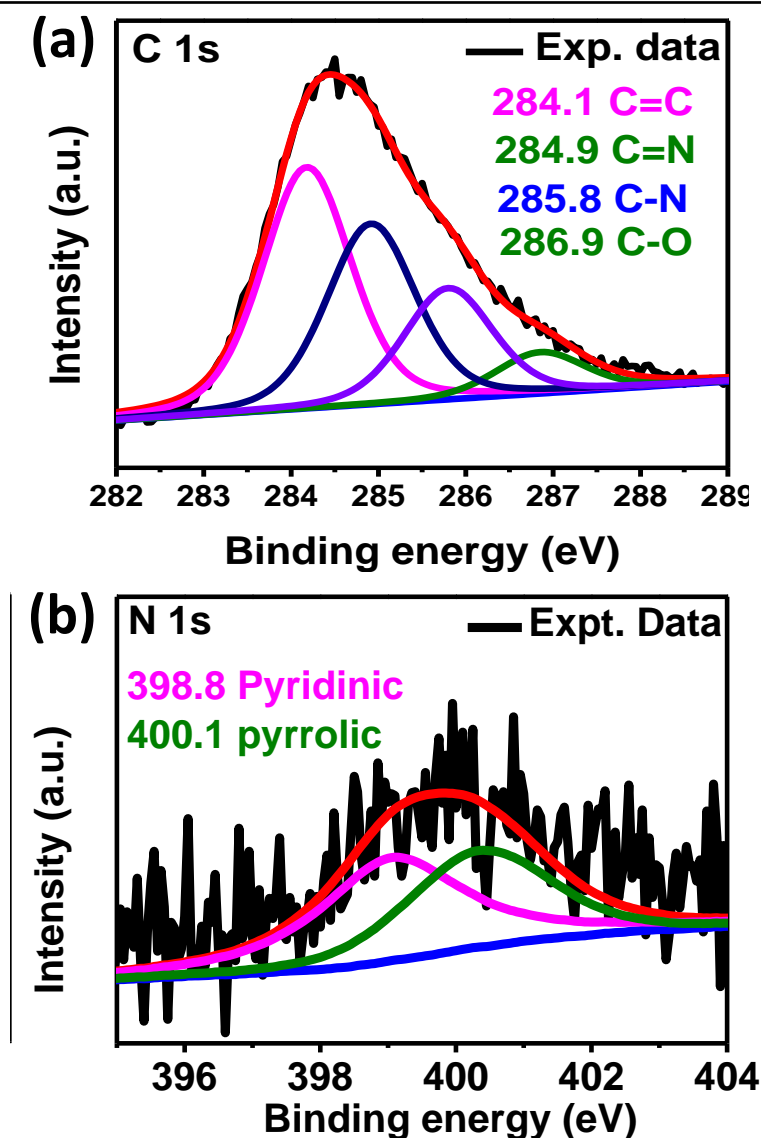 (a)
C 1s
Exp. data
284.1 C=C
284.9 C=N
285.8 C-N
286.9 C-O
Intensity (a.u.)
282 283 284 285 286 287 288 289
Binding energy (eV)
(b)
N 1s
Expt. Data
398.8 Pyridinic
400.1 pyrrolic
Intensity (a.u.)
396 398 400 402 404
Binding energy (eV)